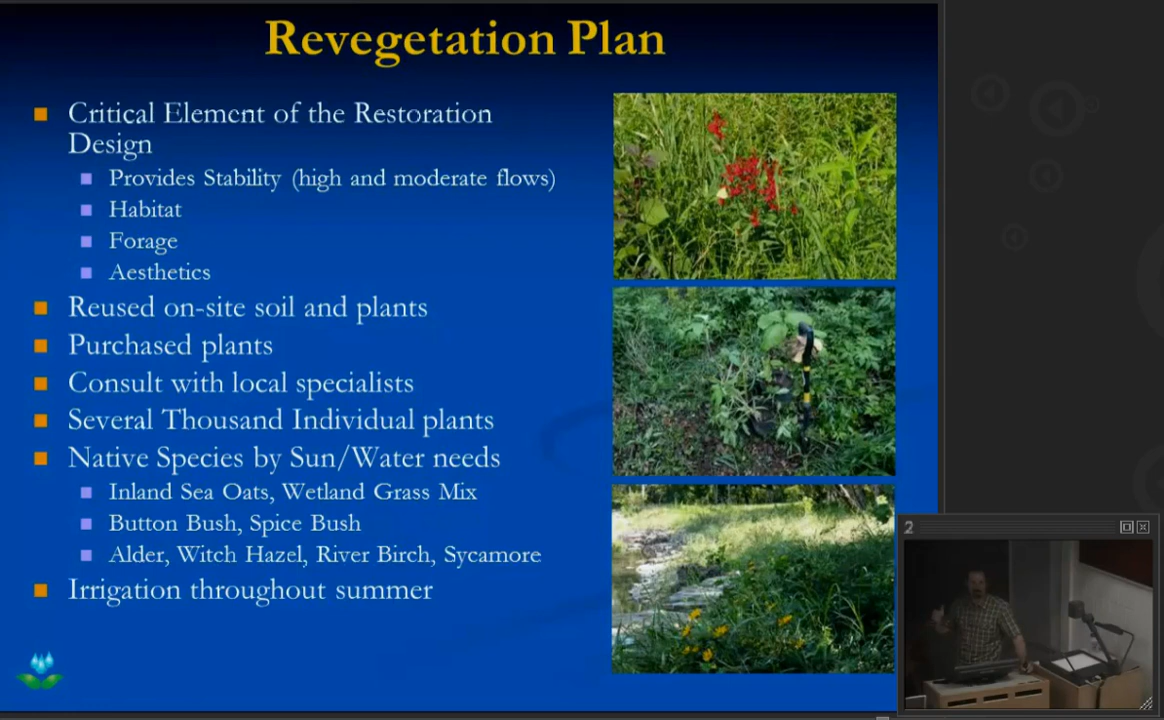 Revegetation Plan
Critical Element of the Restoration
Design
Provides Stability (high and moderate flows)
Habitat
Forage
Aesthetics
Reused on-site soil and plants
Purchased plants
Consult with local specialists
Several Thousand Individual plants
Native Species by Sun/Water needs
Inland Sea Oats, Wetland Grass Mix
Button Bush, Spice Bush
Alder, Witch Hazel, River Birch, Sycamore
Irrigation throughout summer
2